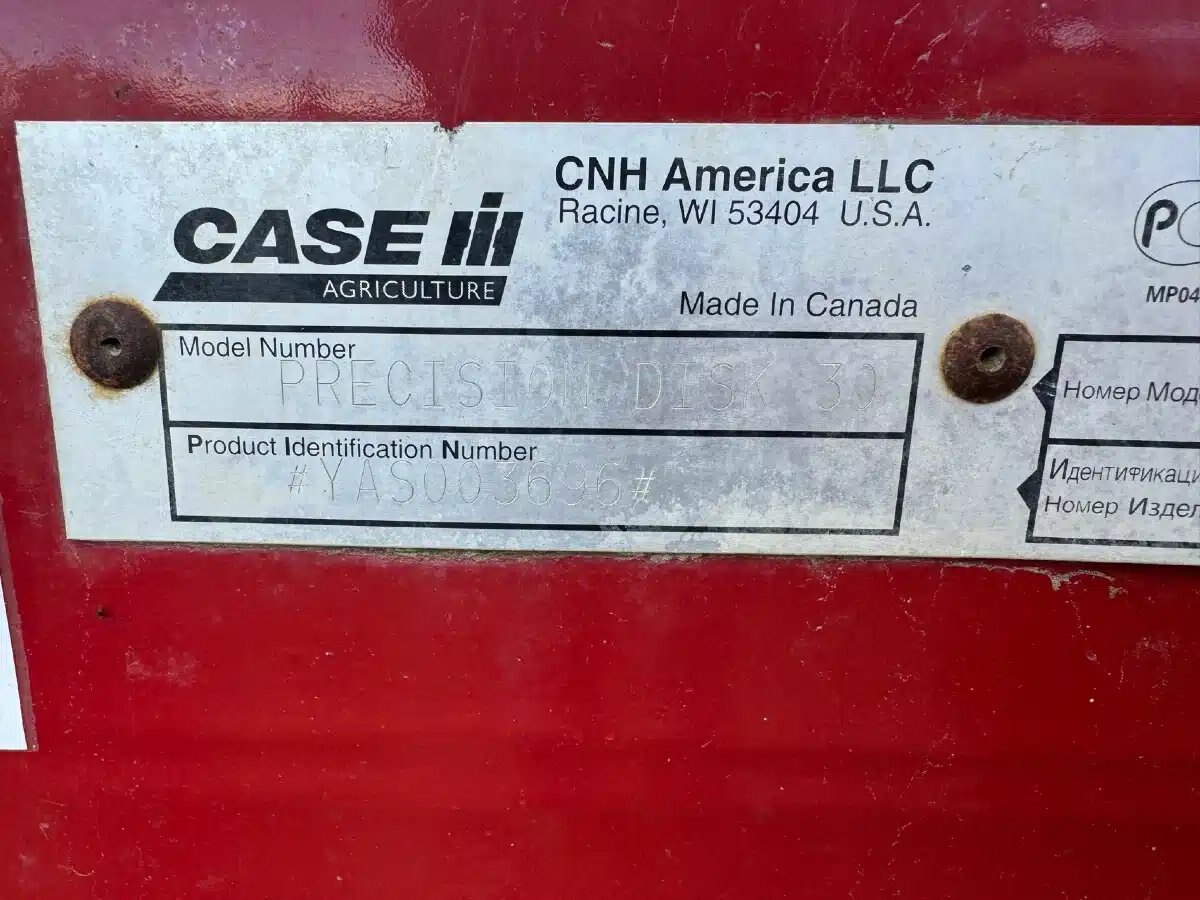 CNH America LLC
Racine, WI 53404 U.S.A.
CASE IH
AGRICULTURE
Made In Canada
Model Number
PRECISION DISK 30
Product Identification Number
#YAS003696#
P
MP04
Номер Мод
Идентификаци
Номер Издел